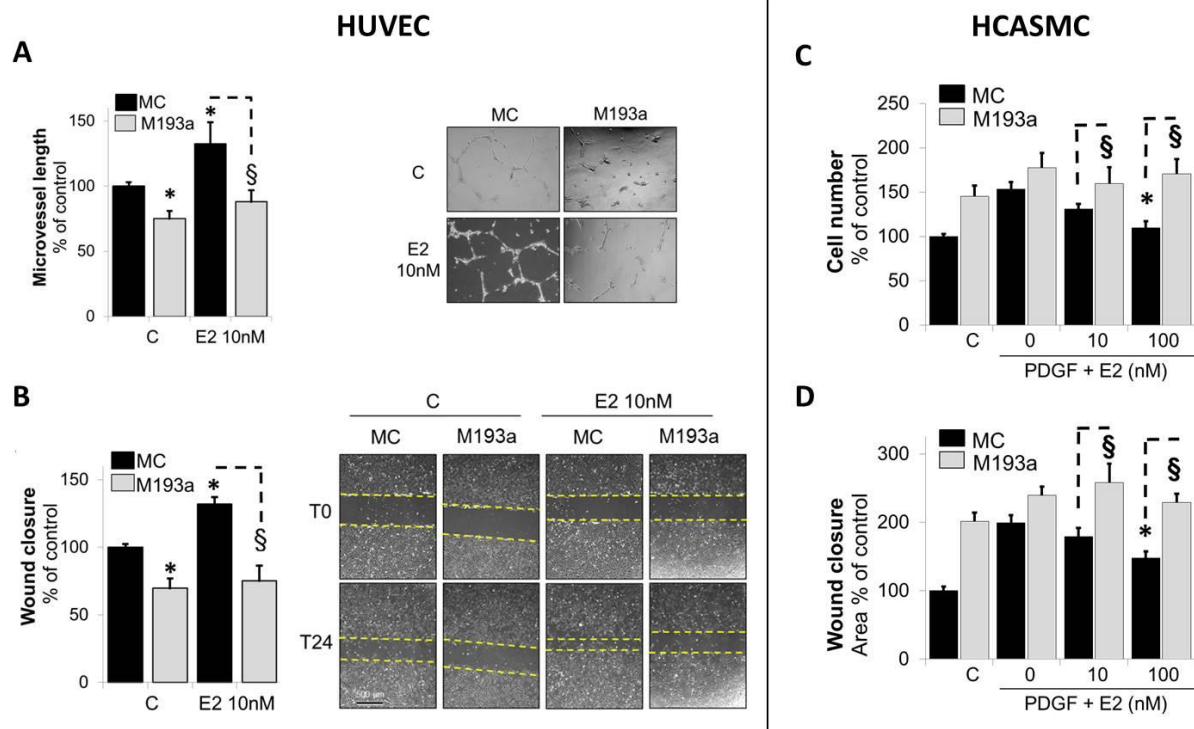 HUVEC
HCASMC
A
MC
M193a
Microvessel length
% of control
150
100
50
0
*
*
§
C
E2 10nM
MC
M193a
C
E2
10nM
B
MC
M193a
Wound closure
% of control
150
100
50
0
*
*
§
C
E2 10nM
C
E2 10nM
MC
M193a
MC
M193a
T0
T24
500 µm
C
MC
M193a
Cell number
% of control
250
200
150
100
50
0
§
*
§
C
0
10
100
PDGF + E2 (nM)
D
MC
M193a
Wound closure
Area % of control
300
200
100
0
§
*
§
C
0
10
100
PDGF + E2 (nM)